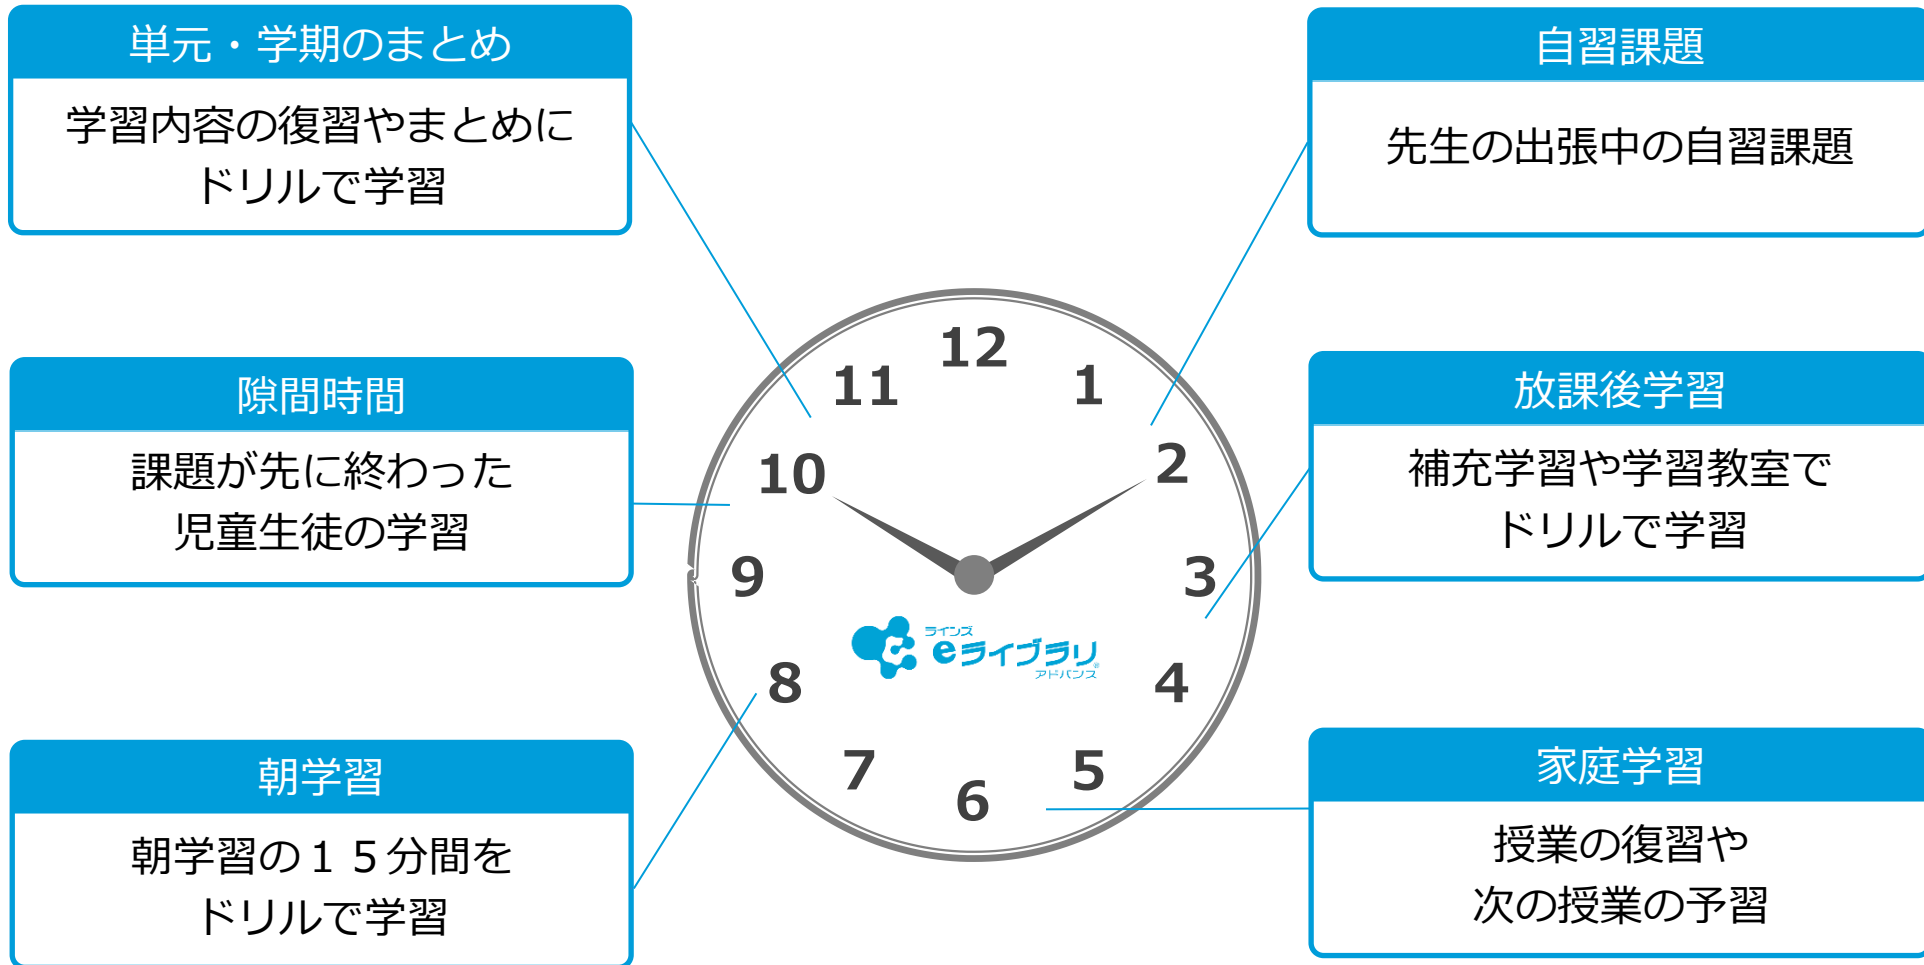 単元・学期のまとめ
学習内容の復習やまとめに
ドリルで学習
隙間時間
課題が先に終わった
児童生徒の学習
朝学習
朝学習の１５分間を
ドリルで学習
12
11
1
10
2
9
3
8
4
7
5
6
ラインズ
eライブラリ
アドバンス
自習課題
先生の出張中の自習課題
放課後学習
補充学習や学習教室で
ドリルで学習
家庭学習
授業の復習や
次の授業の予習